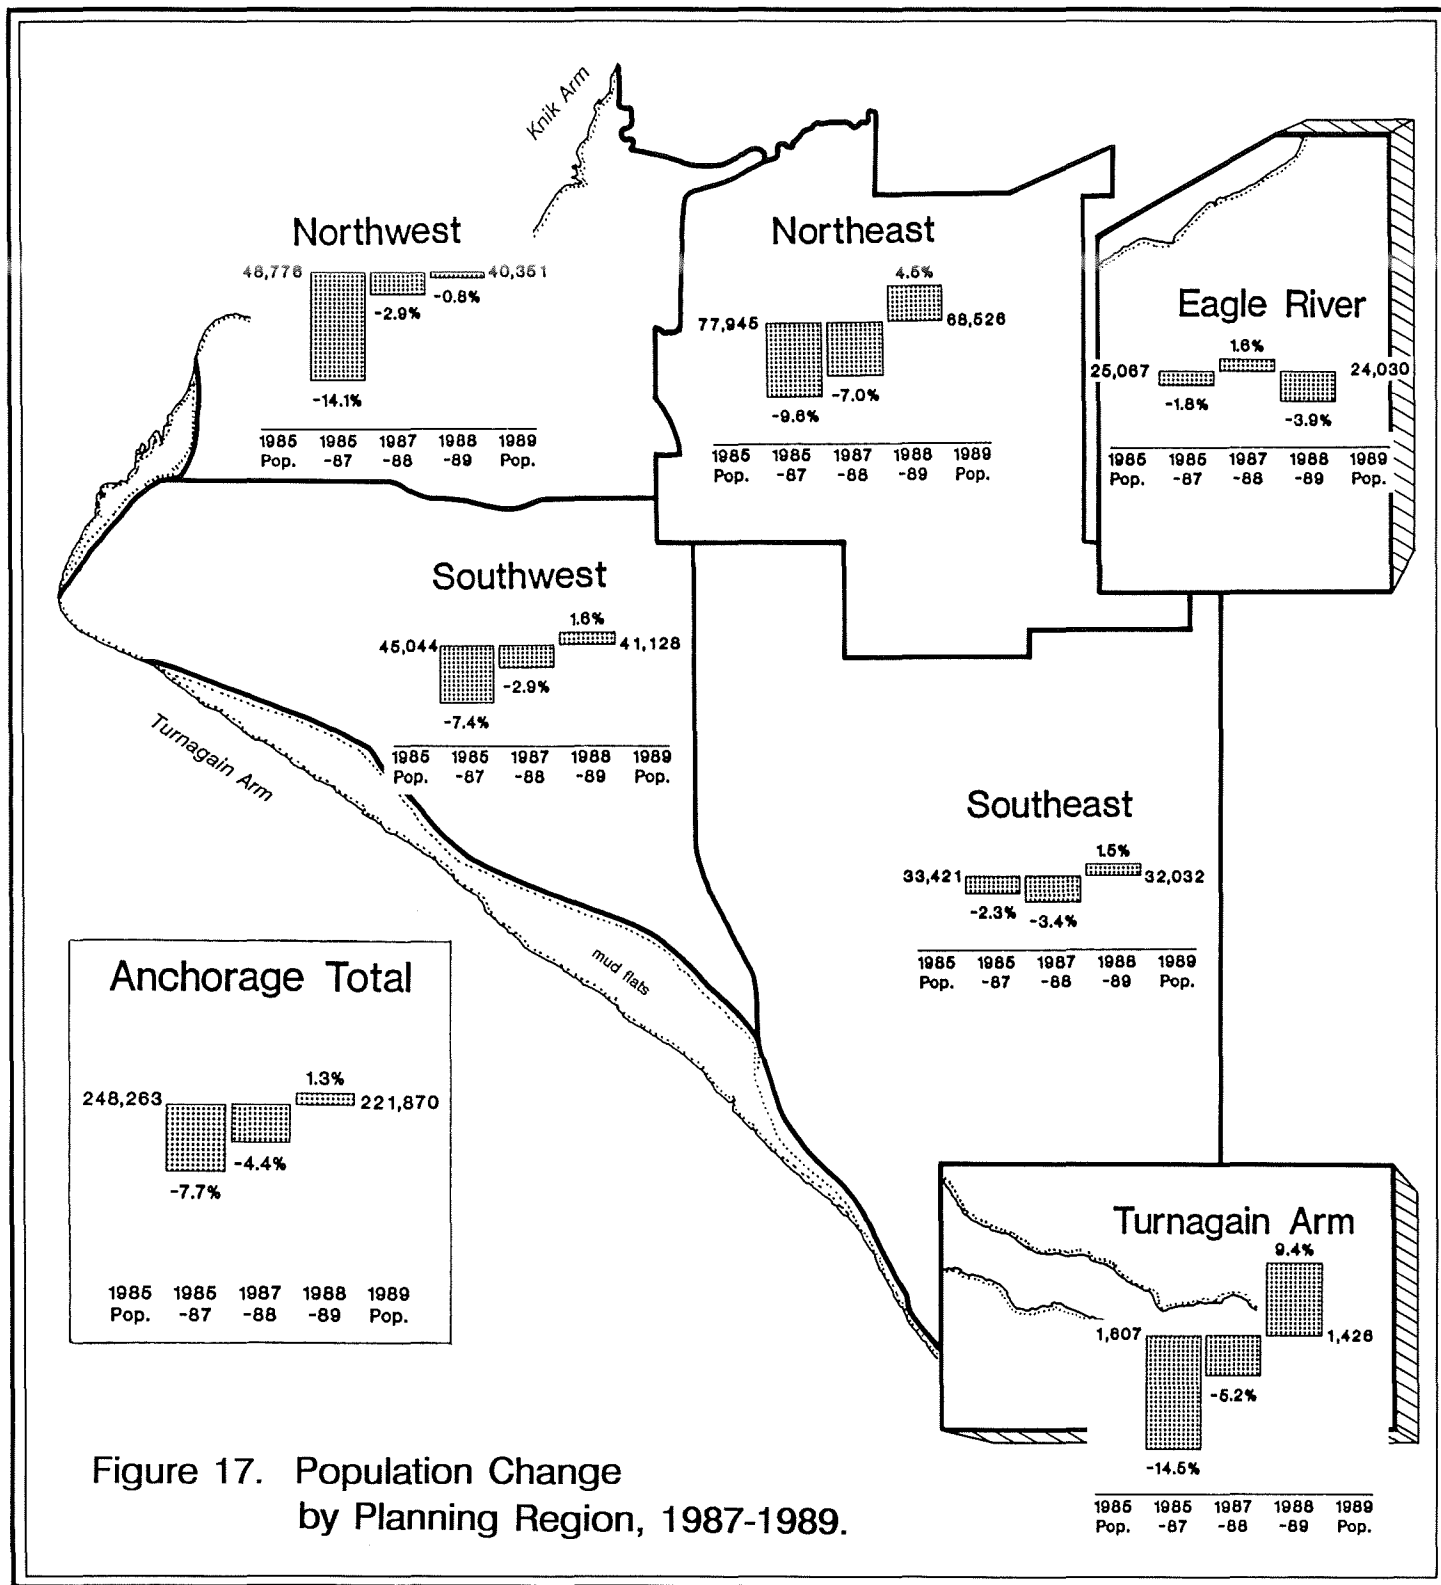 Knik Arm
Northwest
48,776 40,351
-2.9% -0.8%
-14.1%
1985 1985 1987 1988 1989
Pop. -87 -88 -89 Pop.
Northeast
4.5%
77,945 68,526
-9.6% -7.0%
1985 1985 1987 1988 1989
Pop. -87 -88 -89 Pop.
Eagle River
1.6%
25,067 24,030
-1.8% -3.9%
1985 1985 1987 1988 1989
Pop. -87 -88 -89 Pop.
Southwest
1.6%
45,044 41,128
-2.9%
-7.4%
1985 1985 1987 1988 1989
Pop. -87 -88 -89 Pop.
Turnagain Arm
mud flats
Southeast
1.5%
33,421 32,032
-2.3% -3.4%
1985 1985 1987 1988 1989
Pop. -87 -88 -89 Pop.
Anchorage Total
1.3%
248,263 221,870
-4.4%
-7.7%
1985 1985 1987 1988 1989
Pop. -87 -88 -89 Pop.
Turnagain Arm
9.4%
1,607 1,426
-5.2%
-14.5%
1985 1985 1987 1988 1989
Pop. -87 -88 -89 Pop.
Figure 17. Population Change
by Planning Region, 1987-1989.